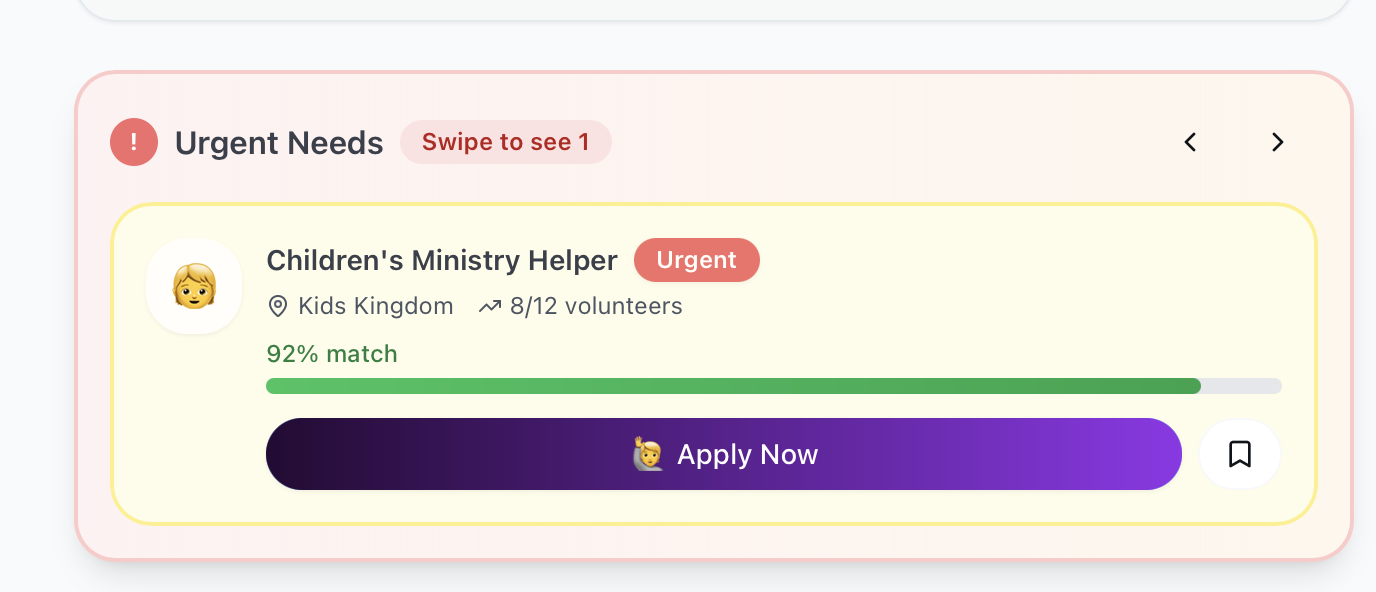 !
Urgent Needs
Swipe to see 1
Children's Ministry Helper
Urgent
Kids Kingdom
8/12 volunteers
92% match
Apply Now